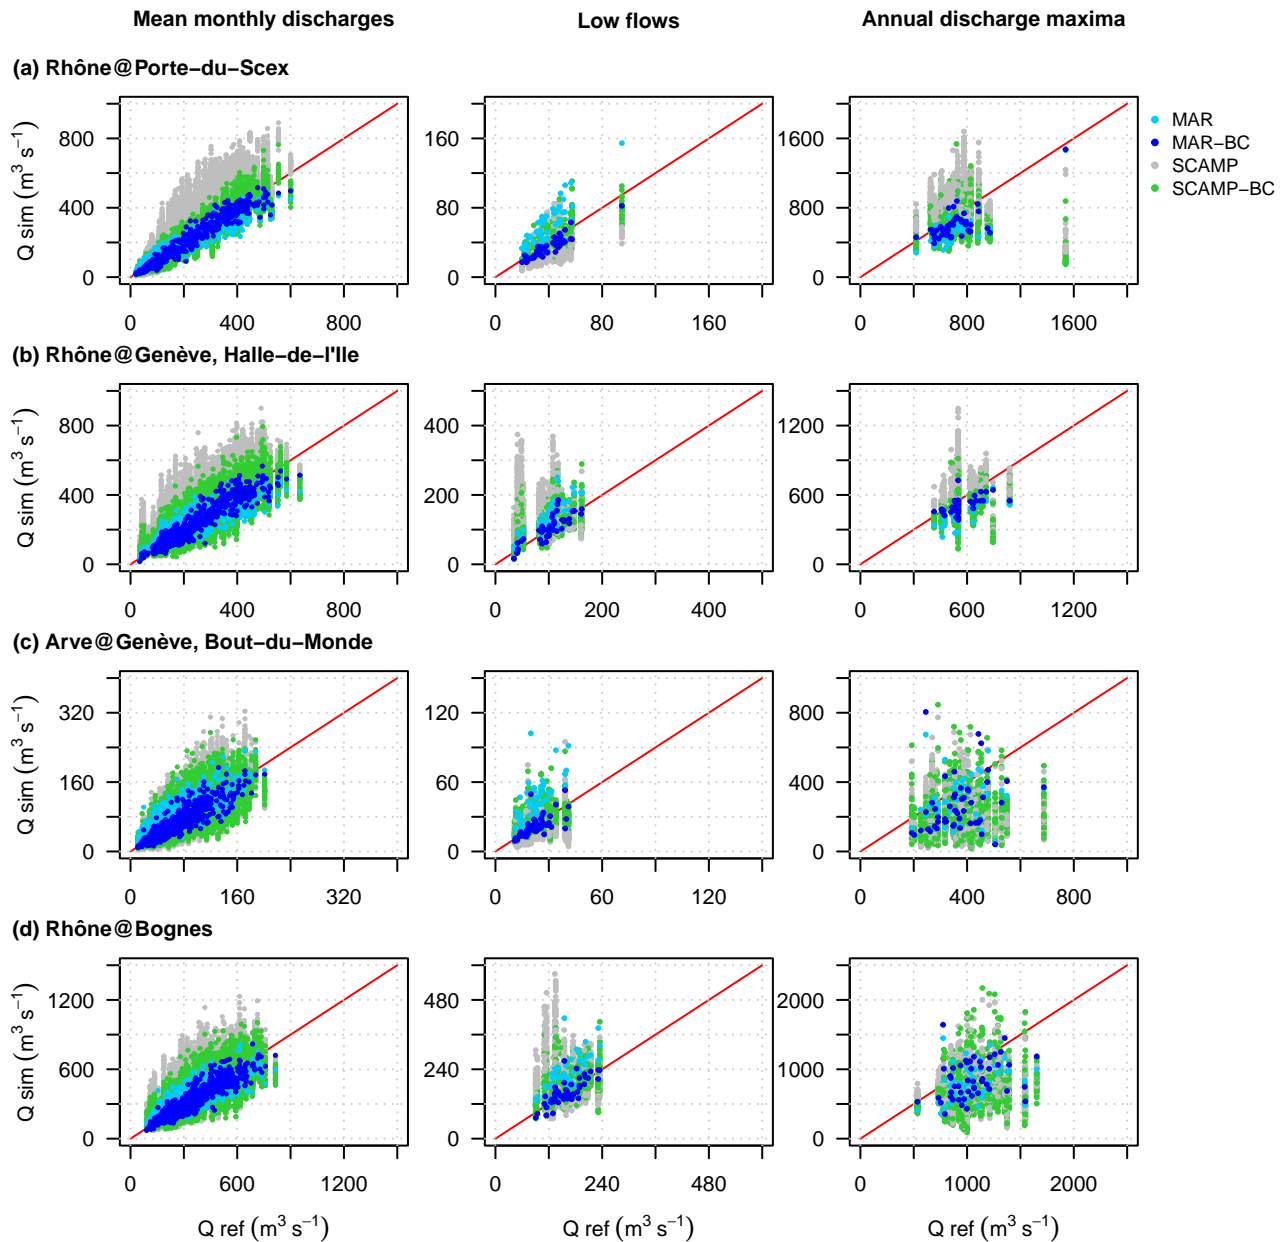 Mean monthly discharges Low flows Annual discharge maxima
(a) Rhône@Porte−du−Scex
Q sim (m³ s⁻¹)
800
400
0
0 400 800
160
80
0
0 80 160
1600
800
0
0 800 1600
MAR
MAR−BC
SCAMP
SCAMP−BC
(b) Rhône@Genève, Halle−de−l'Ile
Q sim (m³ s⁻¹)
800
400
0
0 400 800
400
200
0
0 200 400
1200
600
0
0 600 1200
(c) Arve@Genève, Bout−du−Monde
Q sim (m³ s⁻¹)
320
160
0
0 160 320
120
60
0
0 60 120
800
400
0
0 400 800
(d) Rhône@Bognes
Q sim (m³ s⁻¹)
1200
600
0
0 600 1200
480
240
0
0 240 480
2000
1000
0
0 1000 2000
Q ref (m³ s⁻¹) Q ref (m³ s⁻¹) Q ref (m³ s⁻¹)